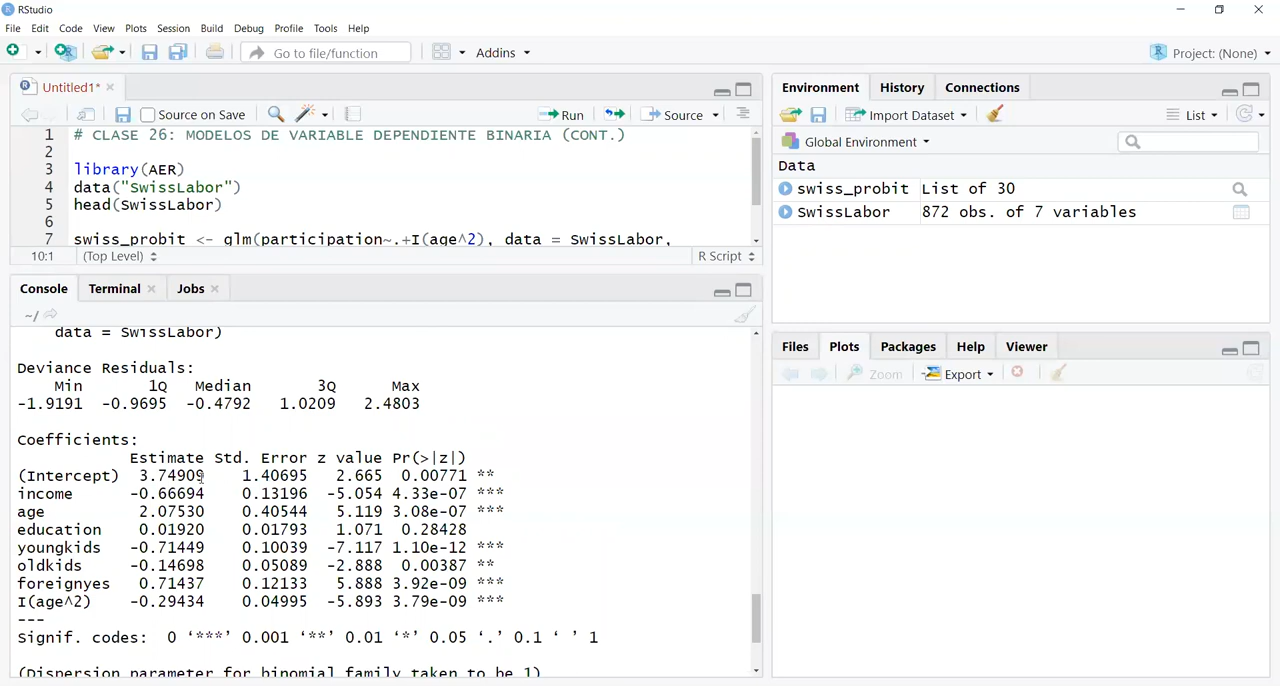 RStudio
File Edit Code View Plots Session Build Debug Profile Tools Help
Go to file/function Addins Project: (None)
Untitled1*
Source on Save Run Source
1 # CLASE 26: MODELOS DE VARIABLE DEPENDIENTE BINARIA (CONT.)
2
3 library(AER)
4 data("SwissLabor")
5 head(SwissLabor)
6
7 swiss_probit <- glm(participation~.+I(age^2), data = SwissLabor,
10:1 (Top Level) R Script
Console Terminal Jobs
~/
data = SwissLabor)
Deviance Residuals:
Min 1Q Median 3Q Max
-1.9191 -0.9695 -0.4792 1.0209 2.4803
Coefficients:
Estimate Std. Error z value Pr(>|z|)
(Intercept) 3.74909 1.40695 2.665 0.00771 **
income -0.66694 0.13196 -5.054 4.33e-07 ***
age 2.07530 0.40544 5.119 3.08e-07 ***
education 0.01920 0.01793 1.071 0.28428
youngkids -0.71449 0.10039 -7.117 1.10e-12 ***
oldkids -0.14698 0.05089 -2.888 0.00387 **
foreignyes 0.71437 0.12133 5.888 3.92e-09 ***
I(age^2) -0.29434 0.04995 -5.893 3.79e-09 ***
---
Signif. codes: 0 ‘***’ 0.001 ‘**’ 0.01 ‘*’ 0.05 ‘.’ 0.1 ‘ ’ 1
(Dispersion parameter for binomial family taken to be 1)
Environment History Connections
Import Dataset List
Global Environment
Data
swiss_probit List of 30
SwissLabor 872 obs. of 7 variables
Files Plots Packages Help Viewer
Zoom Export